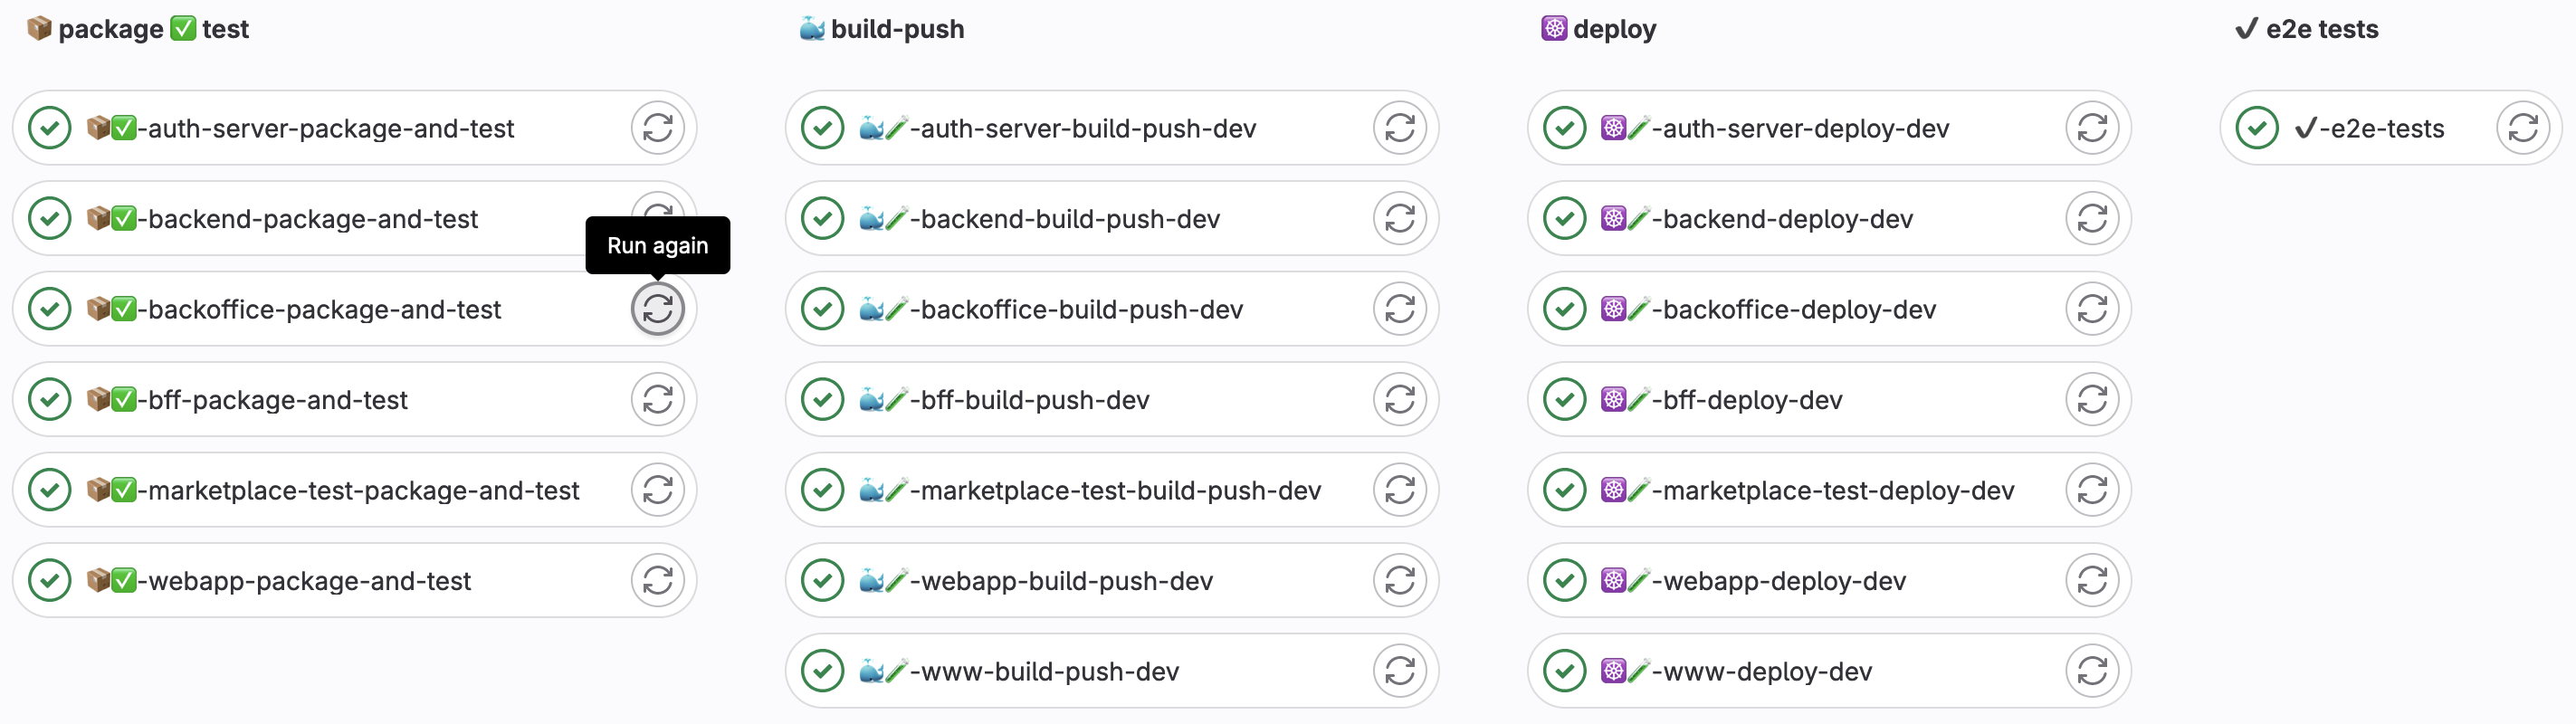 📦 package ✅ test
📦✅-auth-server-package-and-test
📦✅-backend-package-and-test
Run again
📦✅-backoffice-package-and-test
📦✅-bff-package-and-test
📦✅-marketplace-test-package-and-test
📦✅-webapp-package-and-test
🐳 build-push
🐳🧪-auth-server-build-push-dev
🐳🧪-backend-build-push-dev
🐳🧪-backoffice-build-push-dev
🐳🧪-bff-build-push-dev
🐳🧪-marketplace-test-build-push-dev
🐳🧪-webapp-build-push-dev
🐳🧪-www-build-push-dev
☸️ deploy
☸️🧪-auth-server-deploy-dev
☸️🧪-backend-deploy-dev
☸️🧪-backoffice-deploy-dev
☸️🧪-bff-deploy-dev
☸️🧪-marketplace-test-deploy-dev
☸️🧪-webapp-deploy-dev
☸️🧪-www-deploy-dev
✔️ e2e tests
✔️-e2e-tests